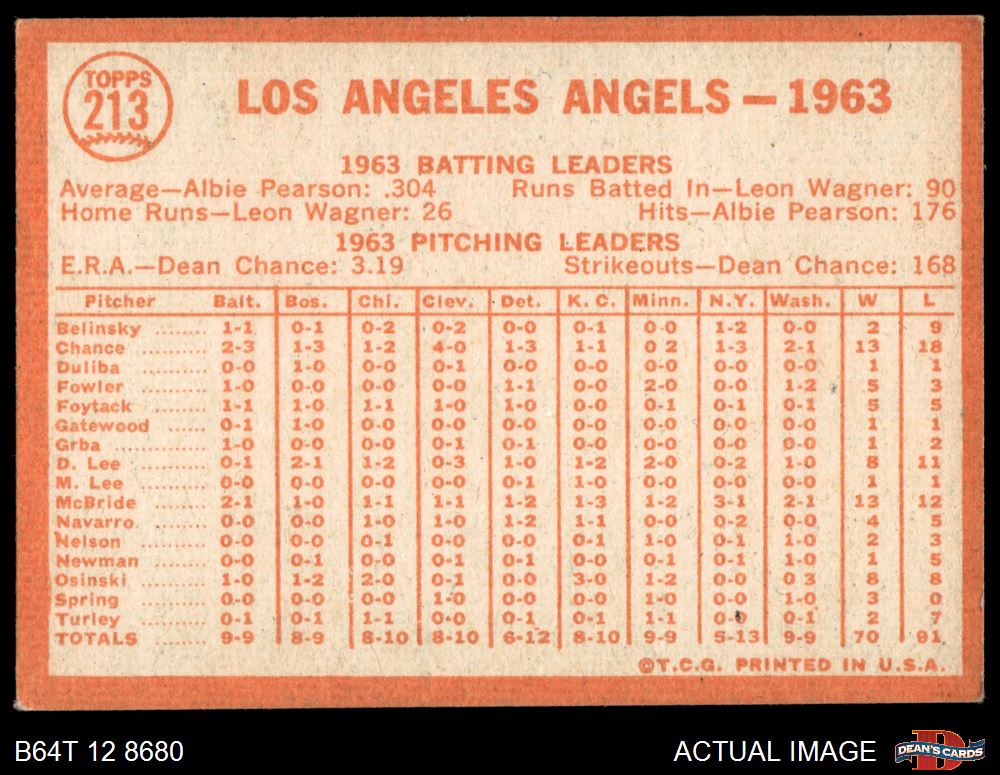 TOPPS
213
LOS ANGELES ANGELS — 1963
1963 BATTING LEADERS
Average—Albie Pearson: .304 Runs Batted In—Leon Wagner: 90
Home Runs—Leon Wagner: 26 Hits—Albie Pearson: 176
1963 PITCHING LEADERS
E.R.A.—Dean Chance: 3.19 Strikeouts—Dean Chance: 168
Pitcher Balt. Bos. Chi. Clev. Det. K. C. Minn. N.Y. Wash. W L
Belinsky ........ 1-1 0-1 0-2 0-2 0-0 0-1 0-0 1-2 0-0 2 9
Chance .......... 2-3 1-3 1-2 4-0 1-3 1-1 0 2 1-3 2-1 13 18
Duliba .......... 0-0 1-0 0-0 0-1 0-0 0-0 0-0 0-0 0-0 1 1
Fowler .......... 1-0 0-0 0-0 0-0 1-1 0-0 2-0 0-0 1-2 5 3
Foytack ......... 1-1 1-0 1-1 1-0 1-0 0-0 0-1 0-1 0-1 5 5
Gatewood ...... 0-1 1-0 0-0 0-0 0-0 0-0 0-0 0-0 0-0 1 1
Grba ............. 1-0 0-0 0-0 0-1 0-1 0-0 0-0 0-0 0-0 1 2
D. Lee .......... 0-1 2-1 1-2 0-3 1-0 1-2 2-0 0-2 1-0 8 11
M. Lee .......... 0-0 0-0 0-0 0-0 0-1 1-0 0-0 0-0 0-0 1 1
McBride ........ 2-1 1-0 1-1 1-1 1-2 1-3 1-2 3-1 2-1 13 12
Navarro. ....... 0-0 0-0 1-0 1-0 1-2 1-1 0-0 0-2 0-0 4 5
Nelson .......... 0-0 0-0 0-1 0-0 0-0 0-1 1-0 0-1 1-0 2 3
Newman ........ 0-0 0-1 0-0 0-1 0-1 0-1 0-0 0-1 1-0 1 5
Osinski .......... 1-0 1-2 2-0 0-1 0-0 3-0 1-2 0-0 0 3 8 8
Spring ........... 0-0 0-0 0-0 1-0 0-0 0-0 1-0 0-0 1-0 3 0
Turley ........... 0-1 0-1 1-1 0-0 0-1 0-1 1-1 0-0 0-1 2 7
TOTALS ......... 9-9 8-9 8-10 8-10 6-12 8-10 9-9 5-13 9-9 70 91
©T.C.G. PRINTED IN U.S.A.
B64T 12 8680 ACTUAL IMAGE
DEAN'S CARDS